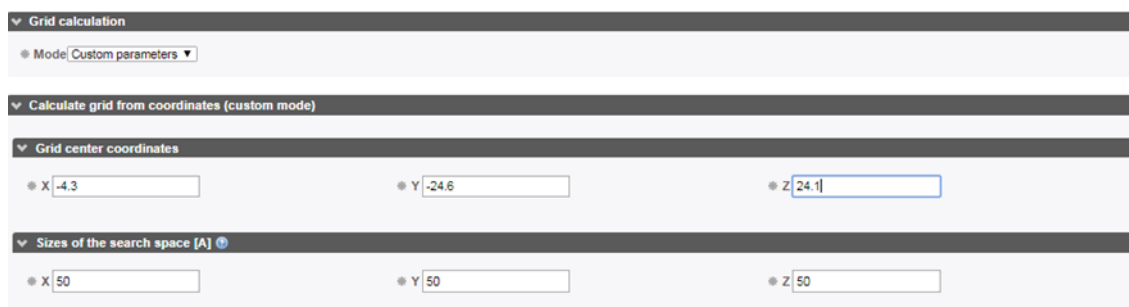 Grid calculation
Mode Custom parameters
Calculate grid from coordinates (custom mode)
Grid center coordinates
X -4.3 Y -24.6 Z 24.1
Sizes of the search space [A]
X 50 Y 50 Z 50